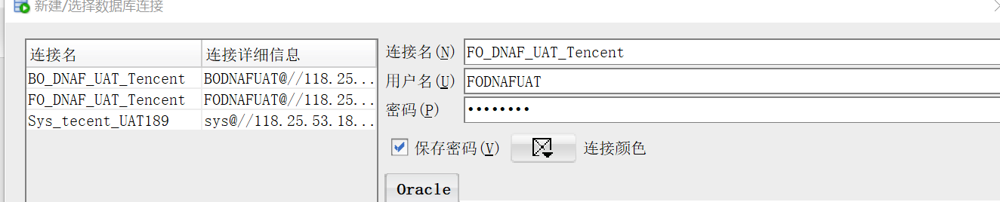 新建/选择数据库连接
连接名 连接详细信息
BO_DNAF_UAT_Tencent BODNAFUAT@//118.25...
FO_DNAF_UAT_Tencent FODNAFUAT@//118.25...
Sys_tecent_UAT189 sys@//118.25.53.18...
连接名(N) FO_DNAF_UAT_Tencent
用户名(U) FODNAFUAT
密码(P) ••••••••
保存密码(V) 连接颜色
Oracle